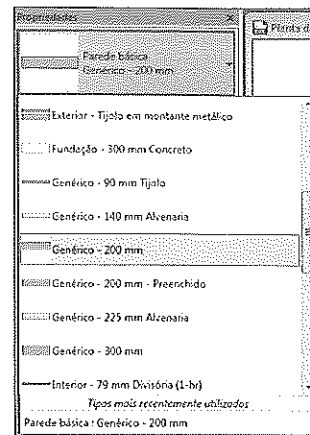 Propriedades
Planta d
Parede básica
Genérico - 200 mm
Exterior - Tijolo em montante metálico
Fundação - 300 mm Concreto
Genérico - 90 mm Tijolo
Genérico - 140 mm Alvenaria
Genérico - 200 mm
Genérico - 200 mm - Preenchido
Genérico - 225 mm Alvenaria
Genérico - 300 mm
Interior - 79 mm Divisória (1-hr)
Tipos mais recentemente utilizados
Parede básica : Genérico - 200 mm